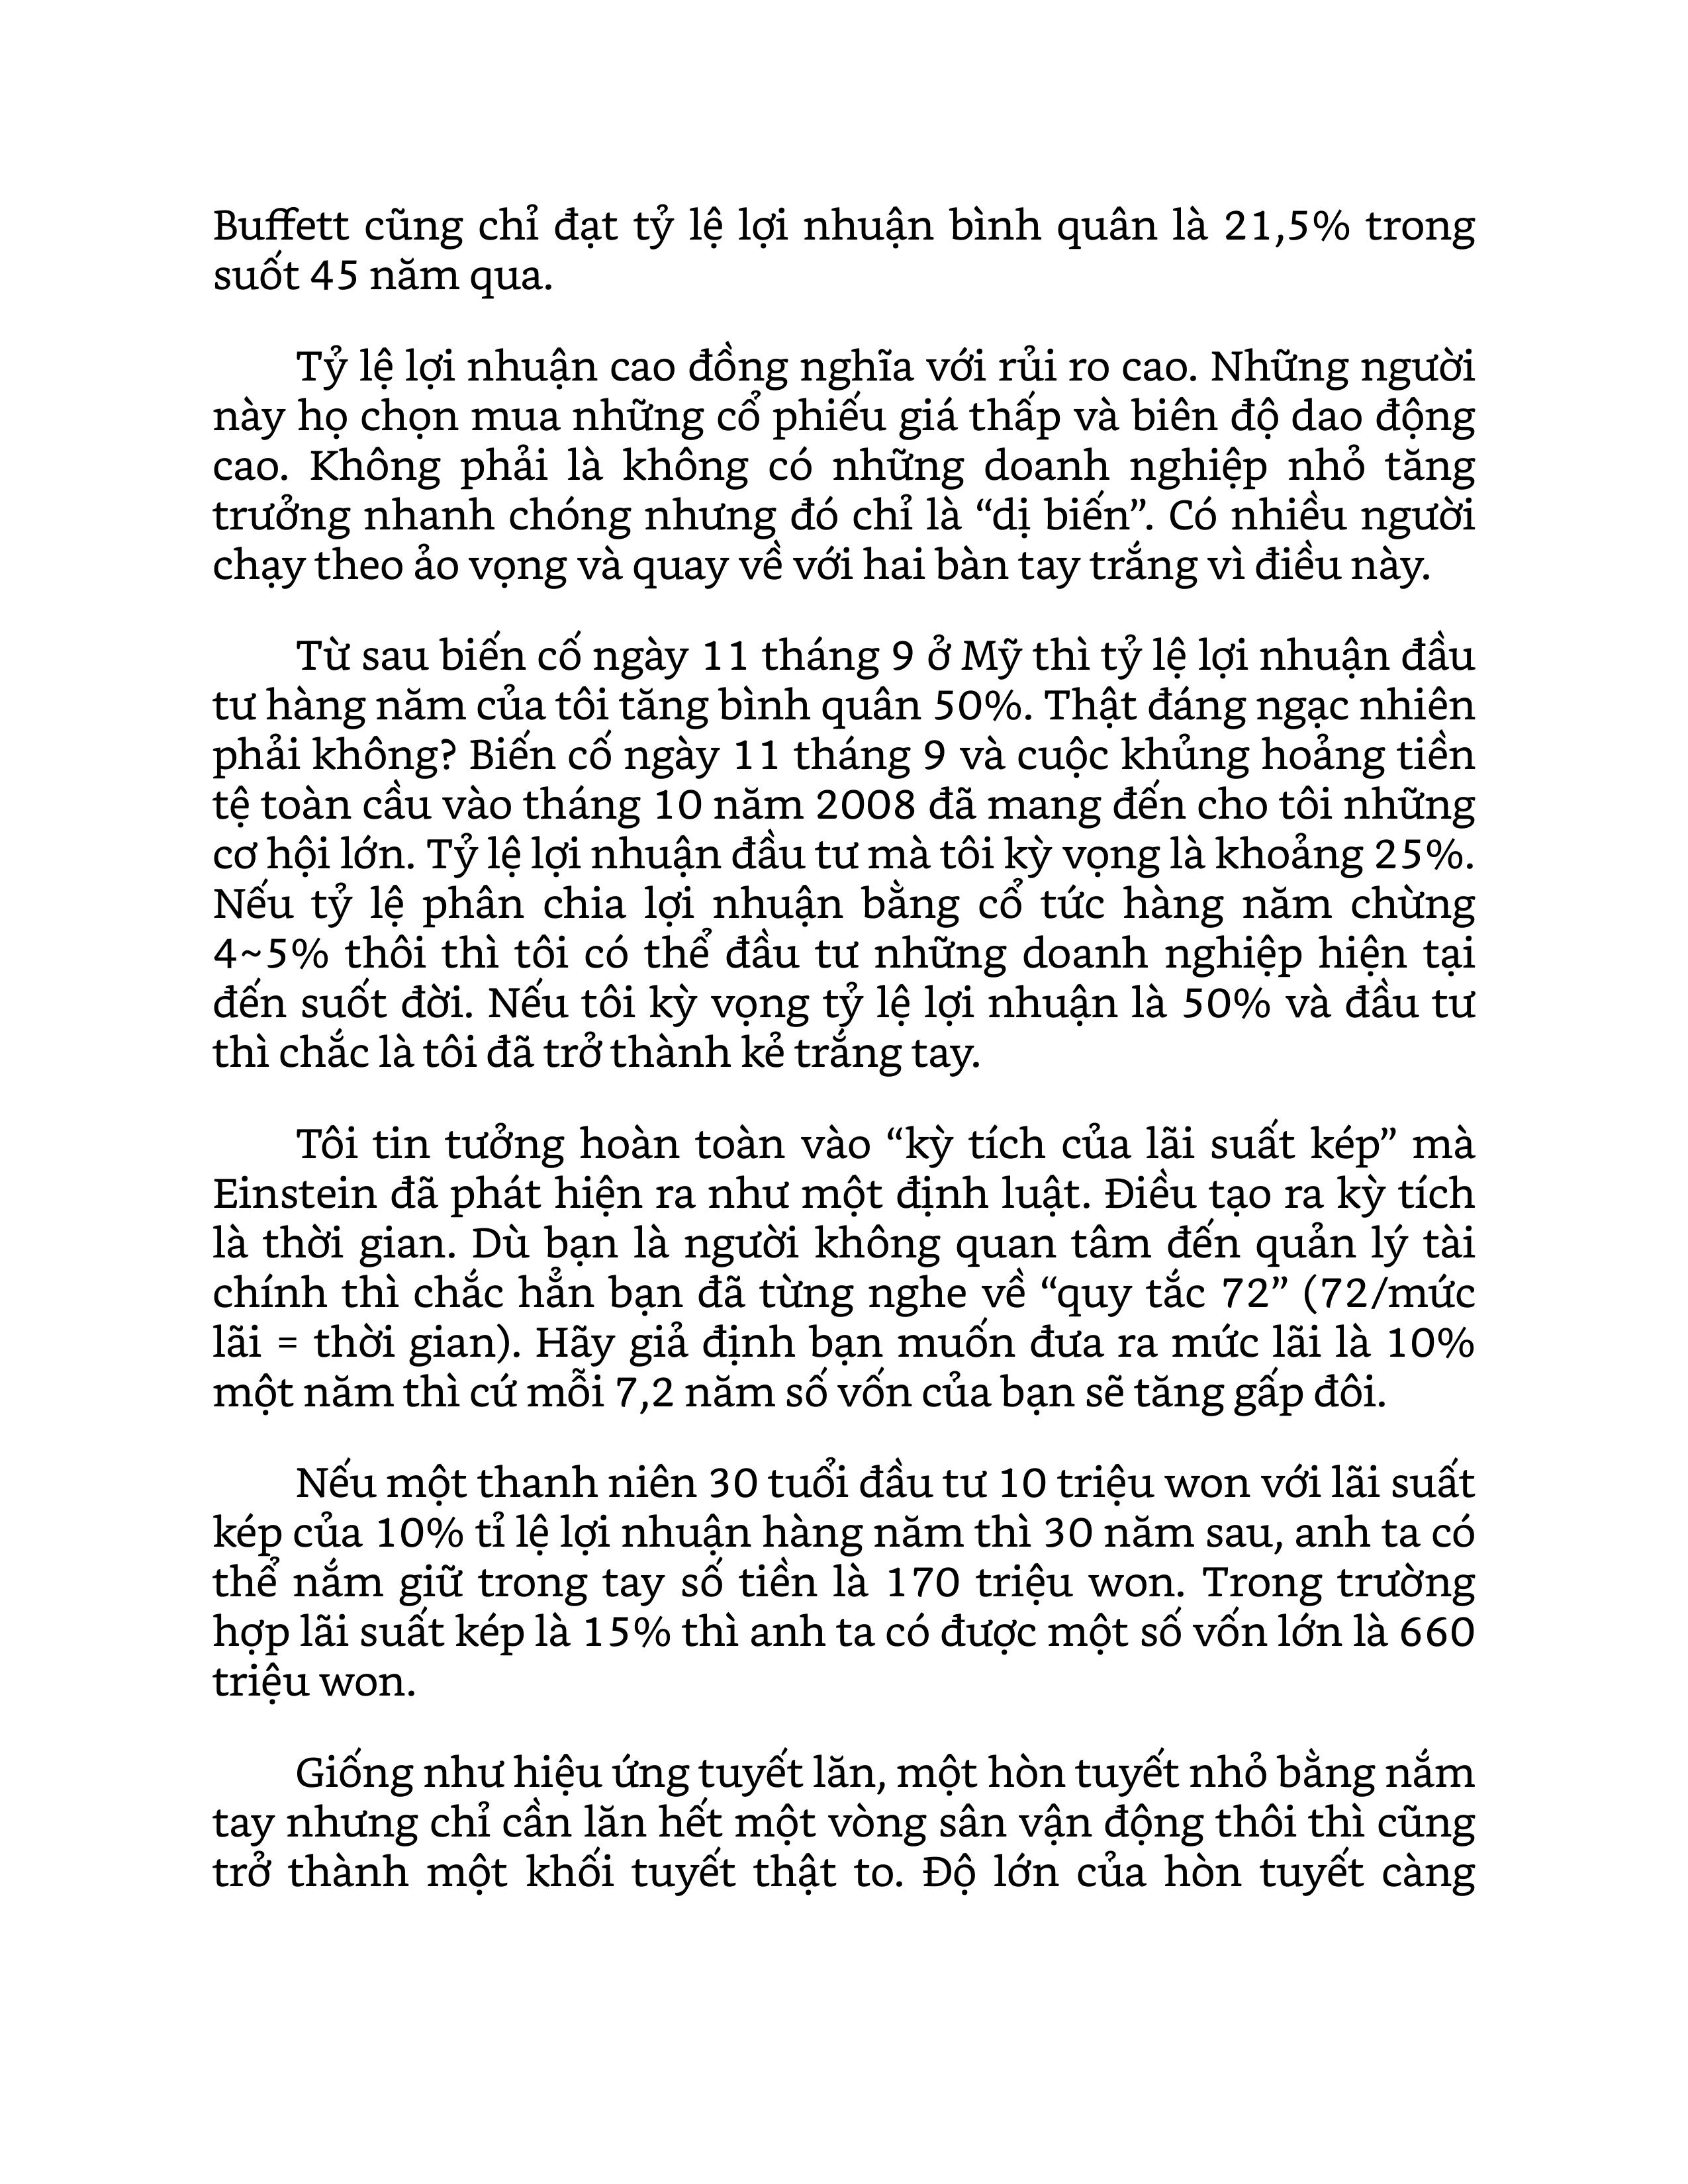 Buffett cũng chỉ đạt tỷ lệ lợi nhuận bình quân là 21,5% trong
suốt 45 năm qua.
Tỷ lệ lợi nhuận cao đồng nghĩa với rủi ro cao. Những người
này họ chọn mua những cổ phiếu giá thấp và biên độ dao động
cao. Không phải là không có những doanh nghiệp nhỏ tăng
trưởng nhanh chóng nhưng đó chỉ là “dị biến”. Có nhiều người
chạy theo ảo vọng và quay về với hai bàn tay trắng vì điều này.
Từ sau biến cố ngày 11 tháng 9 ở Mỹ thì tỷ lệ lợi nhuận đầu
tư hàng năm của tôi tăng bình quân 50%. Thật đáng ngạc nhiên
phải không? Biến cố ngày 11 tháng 9 và cuộc khủng hoảng tiền
tệ toàn cầu vào tháng 10 năm 2008 đã mang đến cho tôi những
cơ hội lớn. Tỷ lệ lợi nhuận đầu tư mà tôi kỳ vọng là khoảng 25%.
Nếu tỷ lệ phân chia lợi nhuận bằng cổ tức hàng năm chừng
4~5% thôi thì tôi có thể đầu tư những doanh nghiệp hiện tại
đến suốt đời. Nếu tôi kỳ vọng tỷ lệ lợi nhuận là 50% và đầu tư
thì chắc là tôi đã trở thành kẻ trắng tay.
Tôi tin tưởng hoàn toàn vào “kỳ tích của lãi suất kép” mà
Einstein đã phát hiện ra như một định luật. Điều tạo ra kỳ tích
là thời gian. Dù bạn là người không quan tâm đến quản lý tài
chính thì chắc hẳn bạn đã từng nghe về “quy tắc 72” (72/mức
lãi = thời gian). Hãy giả định bạn muốn đưa ra mức lãi là 10%
một năm thì cứ mỗi 7,2 năm số vốn của bạn sẽ tăng gấp đôi.
Nếu một thanh niên 30 tuổi đầu tư 10 triệu won với lãi suất
kép của 10% tỉ lệ lợi nhuận hàng năm thì 30 năm sau, anh ta có
thể nắm giữ trong tay số tiền là 170 triệu won. Trong trường
hợp lãi suất kép là 15% thì anh ta có được một số vốn lớn là 660
triệu won.
Giống như hiệu ứng tuyết lăn, một hòn tuyết nhỏ bằng nắm
tay nhưng chỉ cần lăn hết một vòng sân vận động thôi thì cũng
trở thành một khối tuyết thật to. Độ lớn của hòn tuyết càng